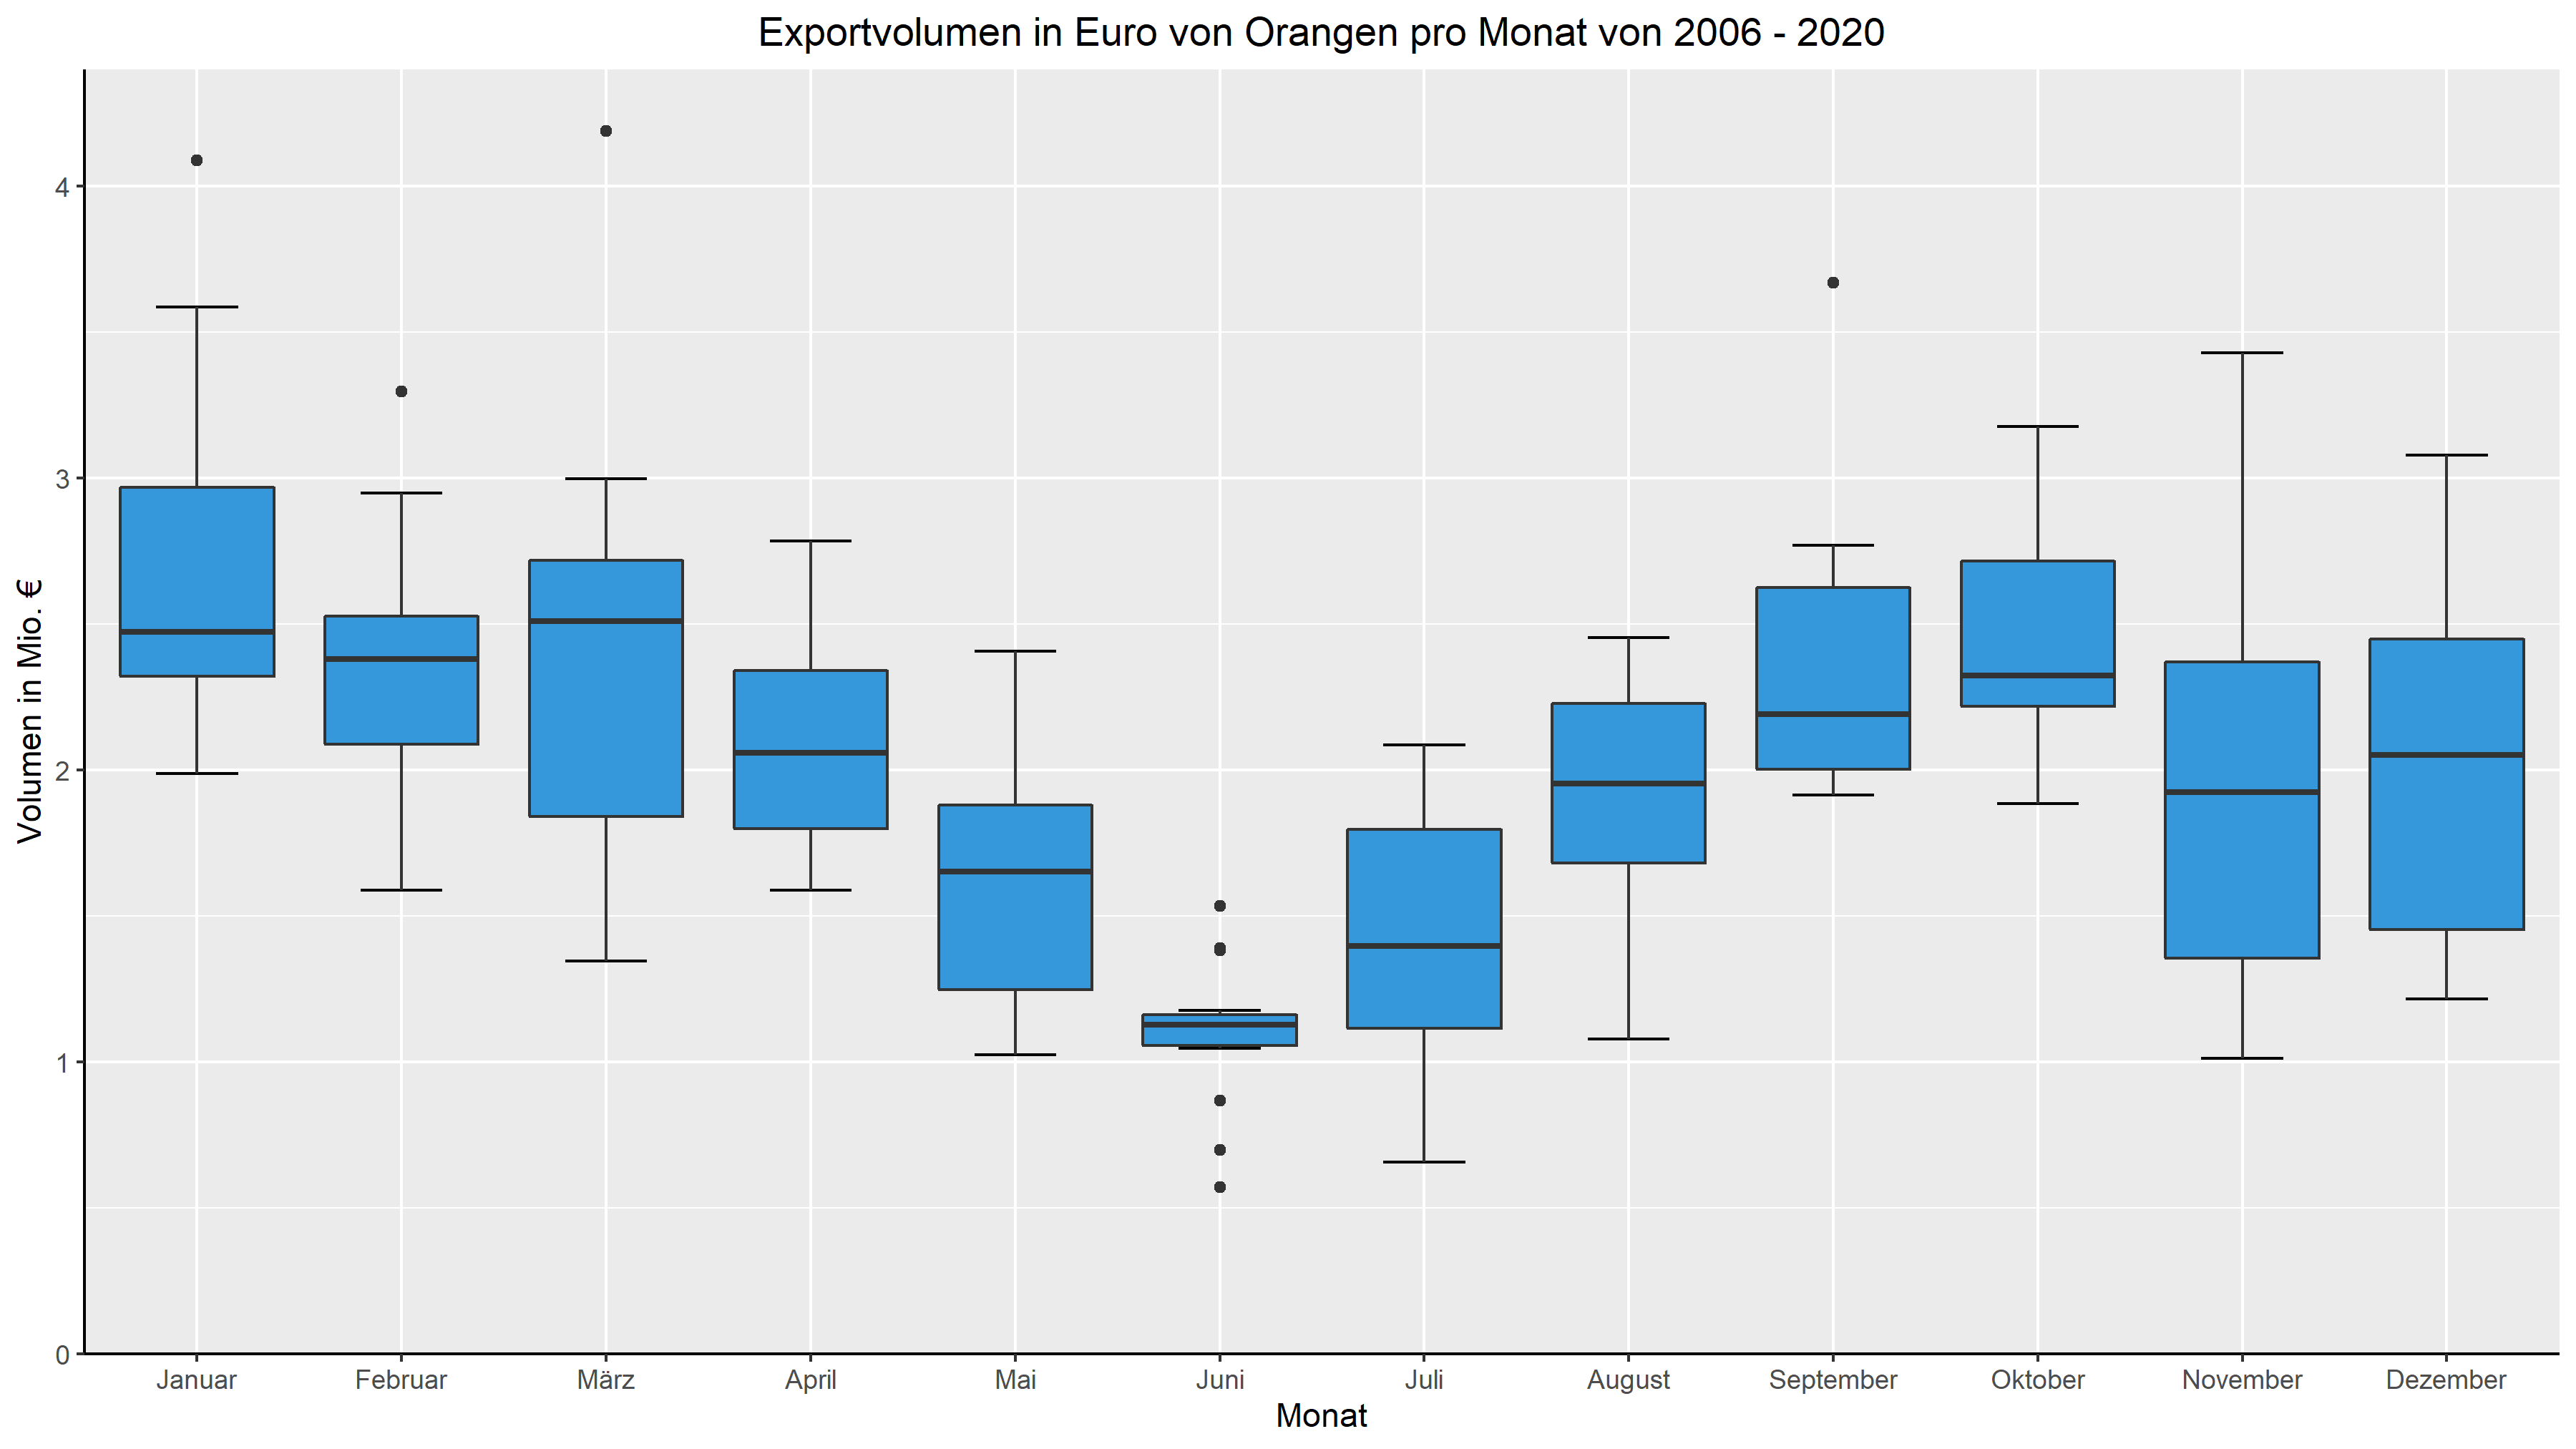 Exportvolumen in Euro von Orangen pro Monat von 2006 - 2020
Volumen in Mio. €
4
3
2
1
0
Januar Februar März April Mai Juni Juli August September Oktober November Dezember
Monat